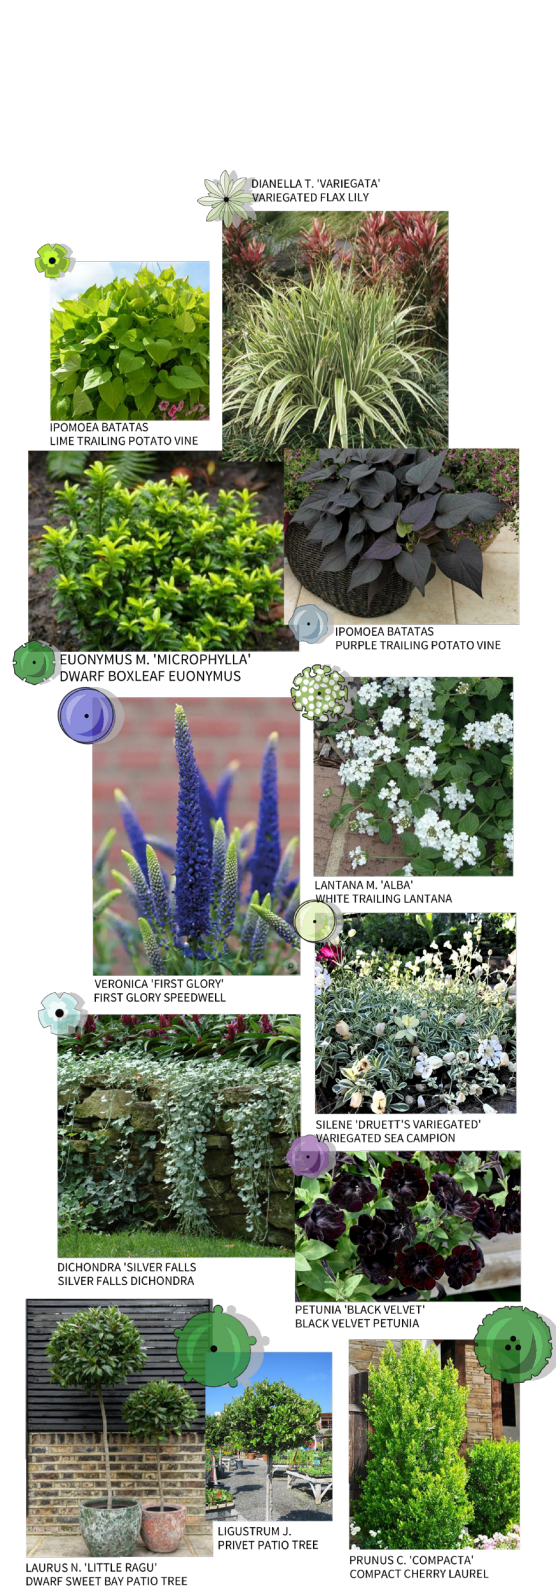 DIANELLA T. 'VARIEGATA'
VARIEGATED FLAX LILY
IPOMOEA BATATAS
LIME TRAILING POTATO VINE
IPOMOEA BATATAS
PURPLE TRAILING POTATO VINE
EUONYMUS M. 'MICROPHYLLA'
DWARF BOXLEAF EUONYMUS
LANTANA M. 'ALBA'
WHITE TRAILING LANTANA
VERONICA 'FIRST GLORY'
FIRST GLORY SPEEDWELL
SILENE 'DRUETT'S VARIEGATED'
VARIEGATED SEA CAMPION
DICHONDRA 'SILVER FALLS
SILVER FALLS DICHONDRA
PETUNIA 'BLACK VELVET'
BLACK VELVET PETUNIA
LIGUSTRUM J.
PRIVET PATIO TREE
PRUNUS C. 'COMPACTA'
COMPACT CHERRY LAUREL
LAURUS N. 'LITTLE RAGU'
DWARF SWEET BAY PATIO TREE